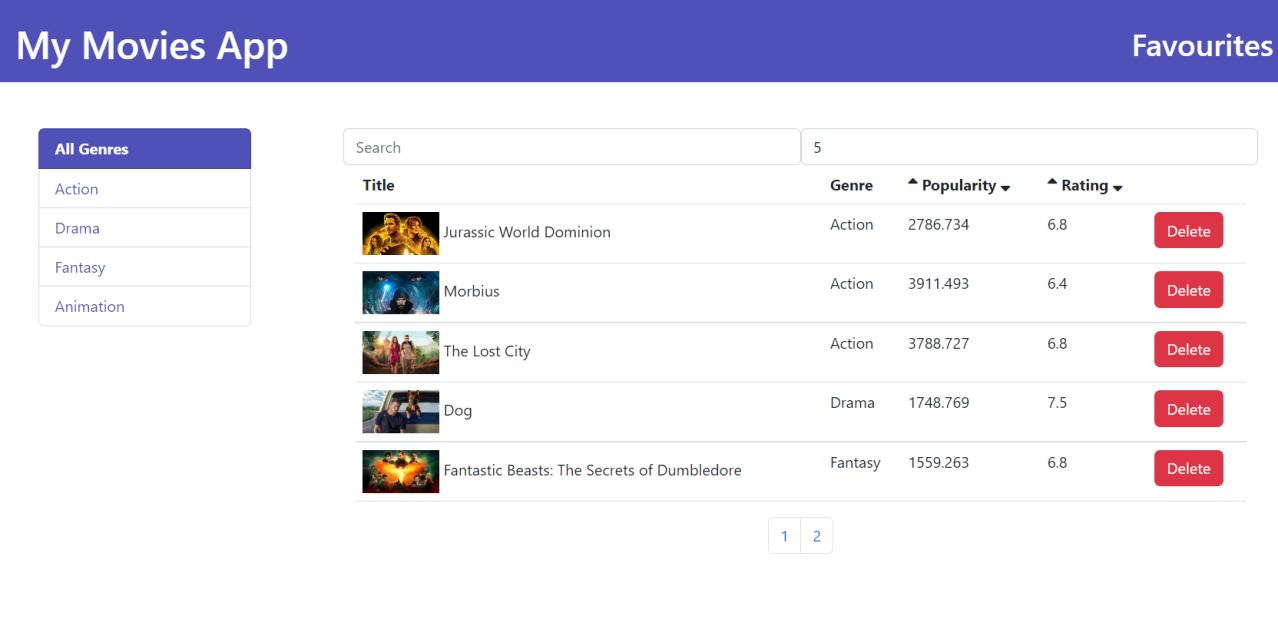 My Movies App
Favourites
All Genres
Action
Drama
Fantasy
Animation
Search
5
Title Genre Popularity Rating
Jurassic World Dominion Action 2786.734 6.8 Delete
Morbius Action 3911.493 6.4 Delete
The Lost City Action 3788.727 6.8 Delete
Dog Drama 1748.769 7.5 Delete
Fantastic Beasts: The Secrets of Dumbledore Fantasy 1559.263 6.8 Delete
1 2